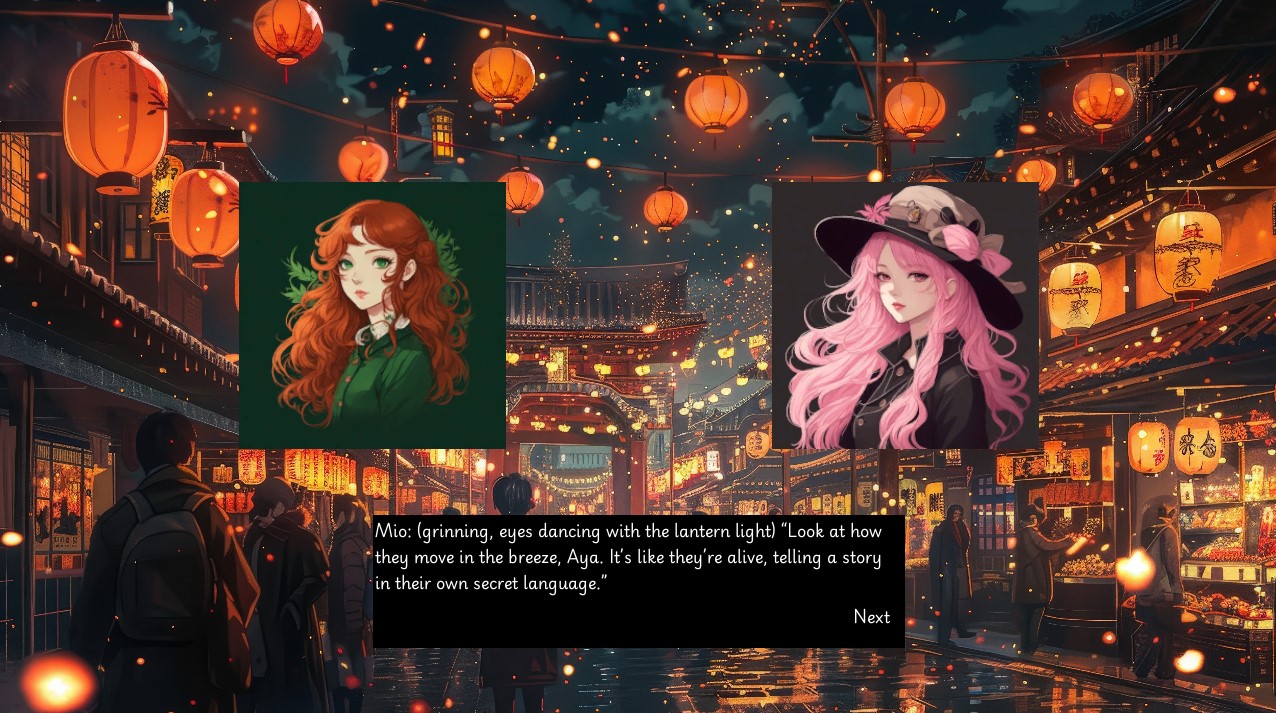 Mio: (grinning, eyes dancing with the lantern light) “Look at how
they move in the breeze, Aya. It’s like they’re alive, telling a story
in their own secret language.”
Next